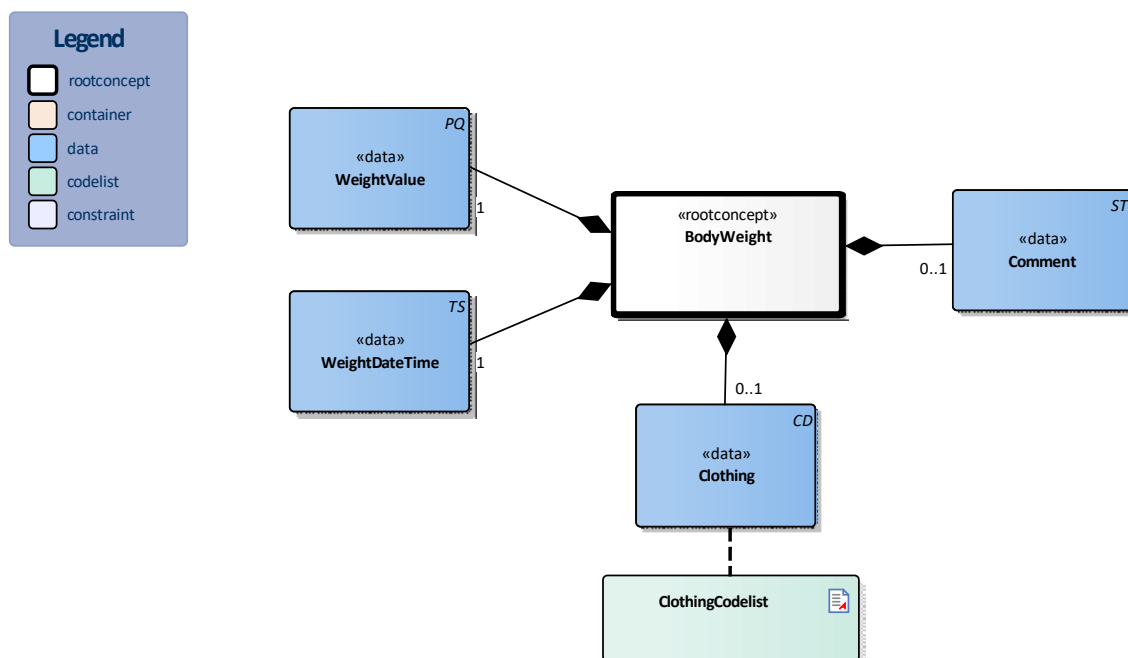 Legend
rootconcept
container
data
codelist
constraint
PQ
«data»
WeightValue
1
«rootconcept»
BodyWeight
ST
«data»
Comment
0..1
TS
«data»
WeightDateTime
1
0..1
CD
«data»
Clothing
ClothingCodelist